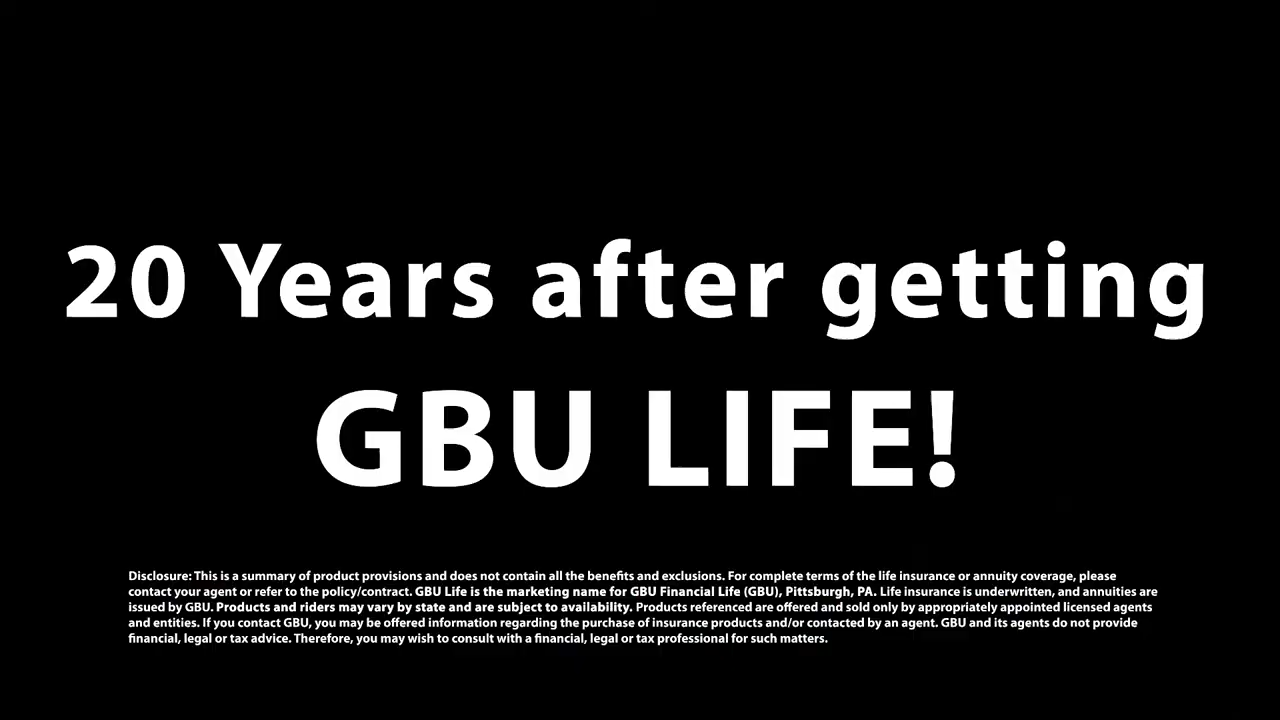 20 Years after getting
GBU LIFE!
Disclosure: This is a summary of product provisions and does not contain all the benefits and exclusions. For complete terms of the life insurance or annuity coverage, please
contact your agent or refer to the policy/contract. GBU Life is the marketing name for GBU Financial Life (GBU), Pittsburgh, PA. Life insurance is underwritten, and annuities are
issued by GBU. Products and riders may vary by state and are subject to availability. Products referenced are offered and sold only by appropriately appointed licensed agents
and entities. If you contact GBU, you may be offered information regarding the purchase of insurance products and/or contacted by an agent. GBU and its agents do not provide
financial, legal or tax advice. Therefore, you may wish to consult with a financial, legal or tax professional for such matters.